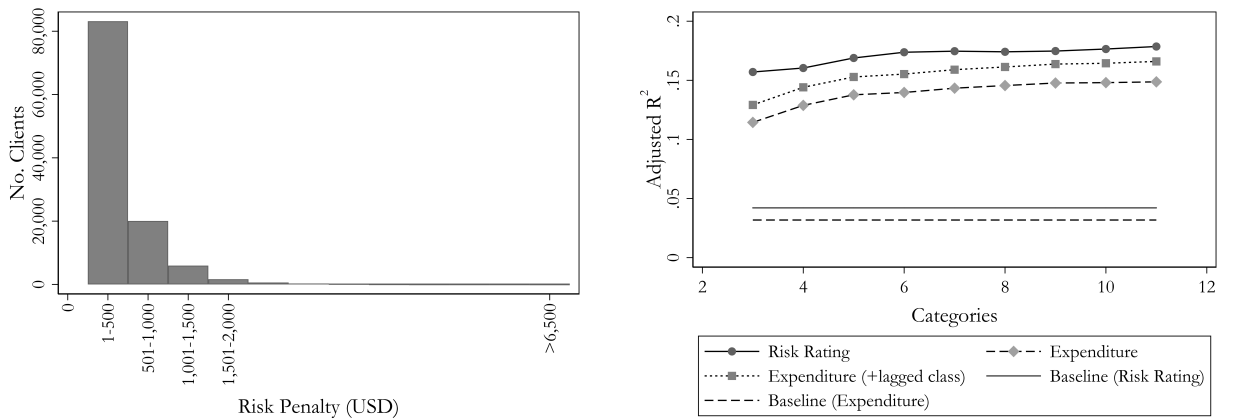 80,000
60,000
40,000
20,000
0
No. Clients
0
1-500
501-1,000
1,001-1,500
1,501-2,000
>6,500
Risk Penalty (USD)
.2
.15
.1
.05
0
Adjusted R²
2 4 6 8 10 12
Categories
Risk Rating Expenditure
Expenditure (+lagged class) Baseline (Risk Rating)
Baseline (Expenditure)